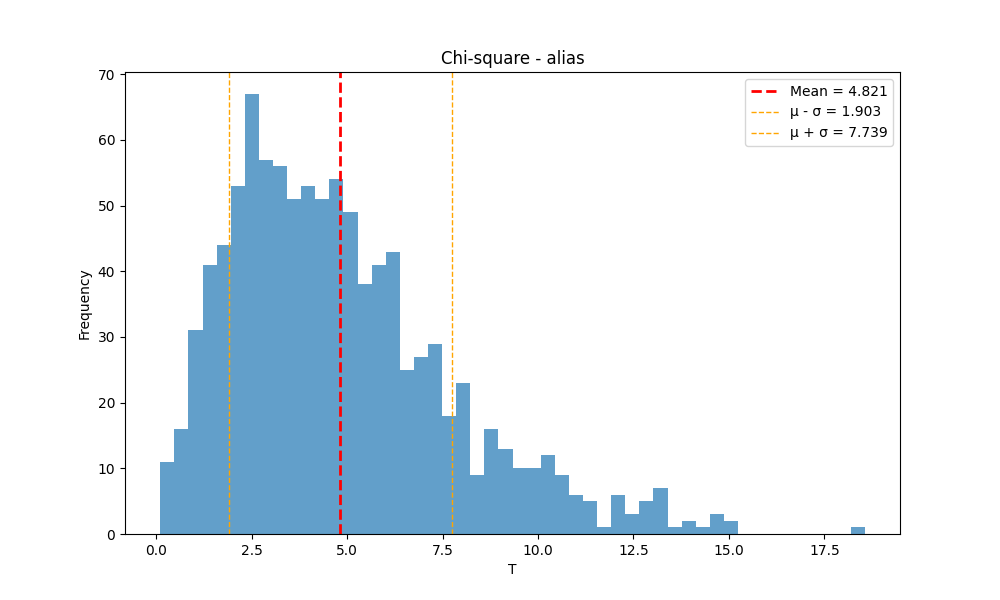 Chi-square - alias
Mean = 4.821
μ - σ = 1.903
μ + σ = 7.739
70
60
50
40
30
20
10
0
Frequency
0.0 2.5 5.0 7.5 10.0 12.5 15.0 17.5
T